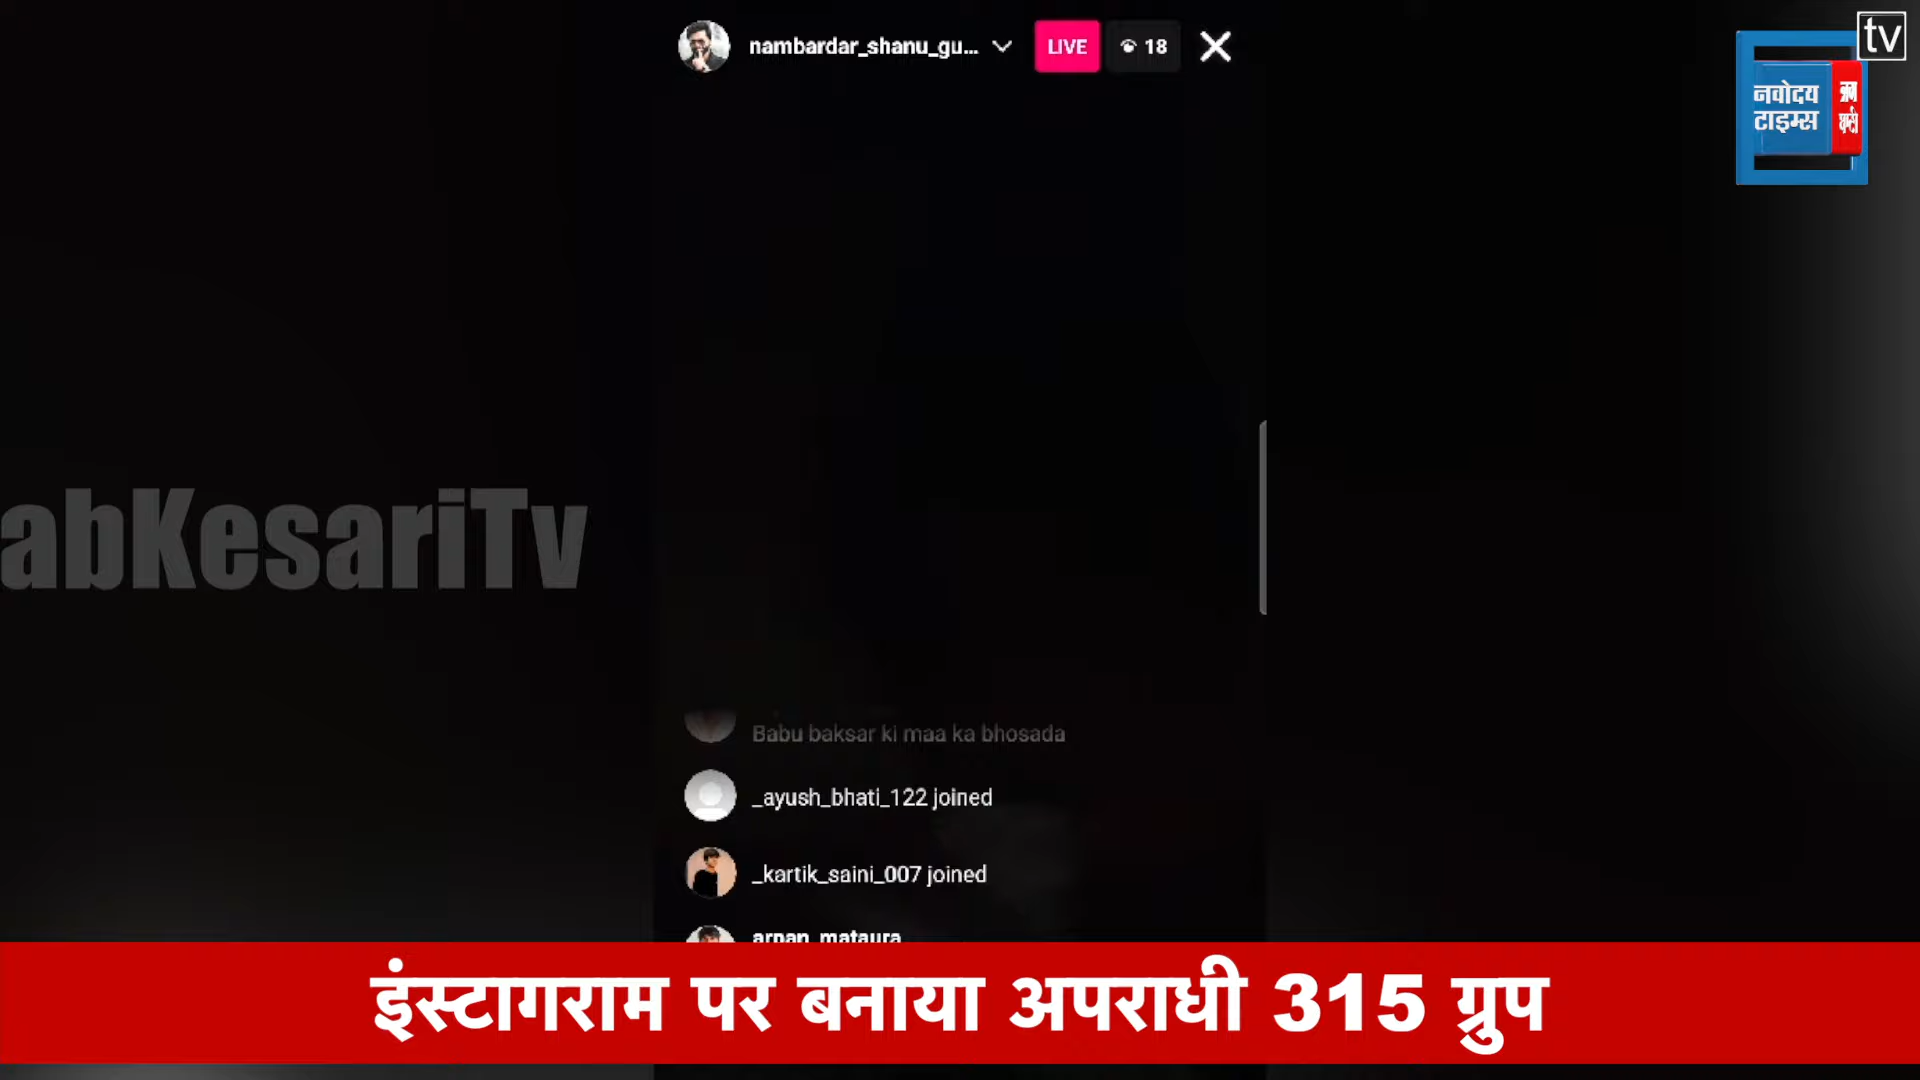 nambardar_shanu_gu...
LIVE
18
tv
नवोदय
टाइम्स
abKesariTv
Babu baksar ki maa ka bhosada
_ayush_bhati_122 joined
_kartik_saini_007 joined
arpan_mataura
इंस्टाग्राम पर बनाया अपराधी 315 ग्रुप